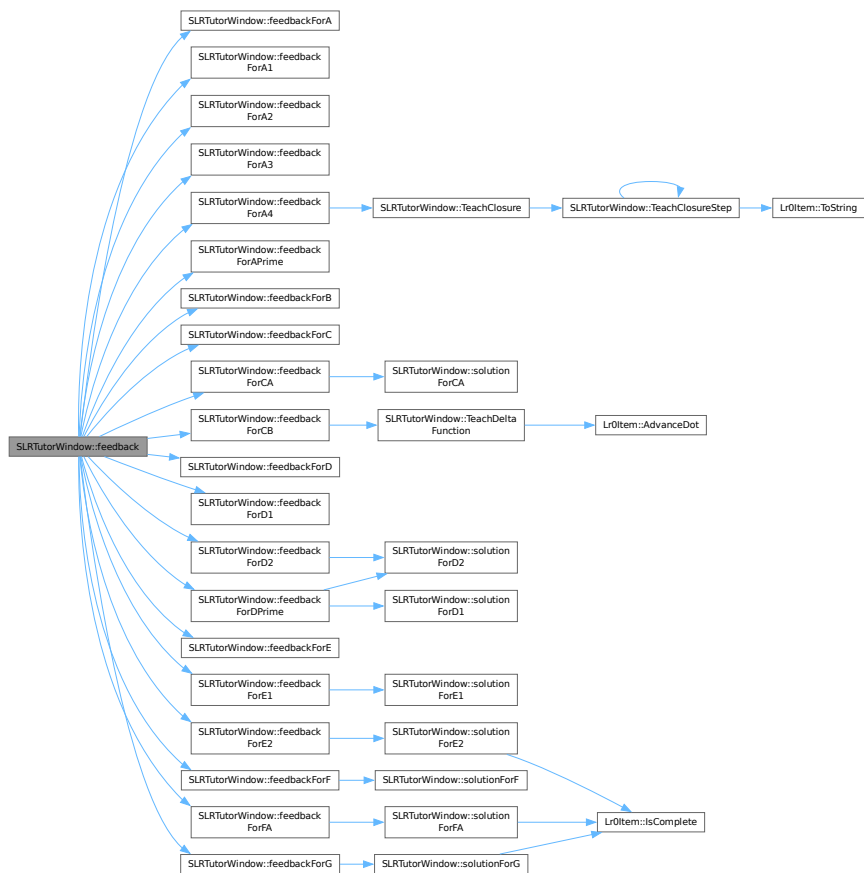 SLRTutorWindow::feedbackForA
SLRTutorWindow::feedback
ForA1
SLRTutorWindow::feedback
ForA2
SLRTutorWindow::feedback
ForA3
SLRTutorWindow::feedback
ForA4
SLRTutorWindow::TeachClosure
SLRTutorWindow::TeachClosureStep
Lr0Item::ToString
SLRTutorWindow::feedback
ForAPrime
SLRTutorWindow::feedbackForB
SLRTutorWindow::feedbackForC
SLRTutorWindow::feedback
ForCA
SLRTutorWindow::solution
ForCA
SLRTutorWindow::feedback
ForCB
SLRTutorWindow::TeachDelta
Function
Lr0Item::AdvanceDot
SLRTutorWindow::feedback
SLRTutorWindow::feedbackForD
SLRTutorWindow::feedback
ForD1
SLRTutorWindow::feedback
ForD2
SLRTutorWindow::solution
ForD2
SLRTutorWindow::feedback
ForDPrime
SLRTutorWindow::solution
ForD1
SLRTutorWindow::feedbackForE
SLRTutorWindow::feedback
ForE1
SLRTutorWindow::solution
ForE1
SLRTutorWindow::feedback
ForE2
SLRTutorWindow::solution
ForE2
SLRTutorWindow::feedbackForF
SLRTutorWindow::solutionForF
SLRTutorWindow::feedback
ForFA
SLRTutorWindow::solution
ForFA
Lr0Item::IsComplete
SLRTutorWindow::feedbackForG
SLRTutorWindow::solutionForG